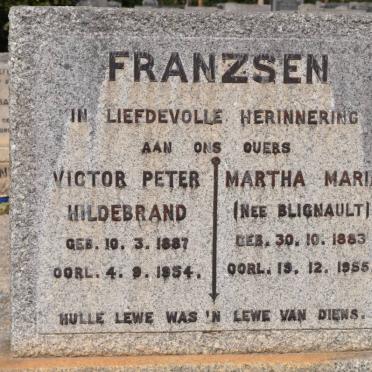 FRANZSEN
IN LIEFDEVOLLE HERINNERING
AAN ONS OUERS
VICTOR PETER
HILDEBRAND
GEB. 10. 3. 1887
OORL. 4. 9. 1954.
MARTHA MARIA
(NEE BLIGNAULT)
GEB. 30. 10. 1883
OORL. 19. 12. 1955.
HULLE LEWE WAS 'N LEWE VAN DIENS.